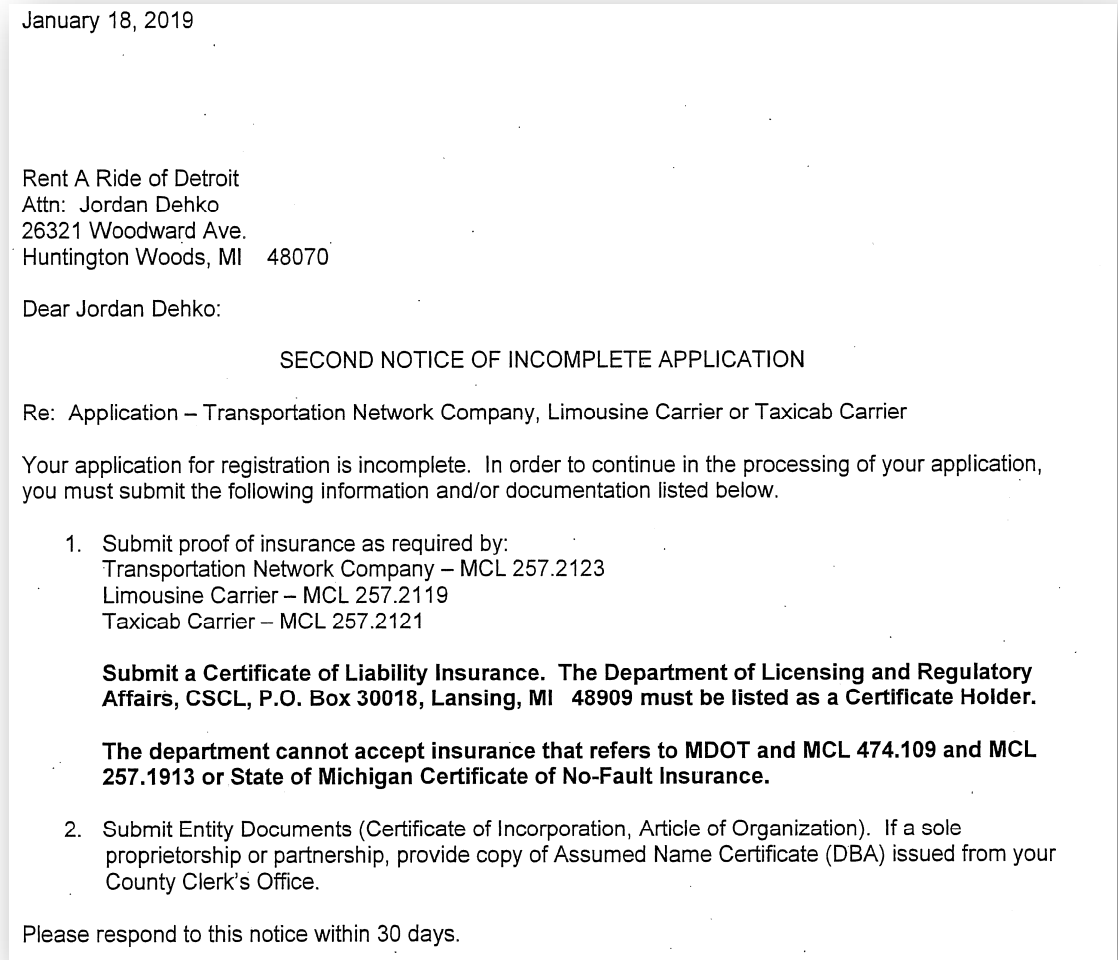 January 18, 2019
Rent A Ride of Detroit
Attn: Jordan Dehko
26321 Woodward Ave.
Huntington Woods, MI 48070
Dear Jordan Dehko:
SECOND NOTICE OF INCOMPLETE APPLICATION
Re: Application – Transportation Network Company, Limousine Carrier or Taxicab Carrier
Your application for registration is incomplete. In order to continue in the processing of your application,
you must submit the following information and/or documentation listed below.
1. Submit proof of insurance as required by:
Transportation Network Company – MCL 257.2123
Limousine Carrier – MCL 257.2119
Taxicab Carrier – MCL 257.2121
Submit a Certificate of Liability Insurance. The Department of Licensing and Regulatory
Affairs, CSCL, P.O. Box 30018, Lansing, MI 48909 must be listed as a Certificate Holder.
The department cannot accept insurance that refers to MDOT and MCL 474.109 and MCL
257.1913 or State of Michigan Certificate of No-Fault Insurance.
2. Submit Entity Documents (Certificate of Incorporation, Article of Organization). If a sole
proprietorship or partnership, provide copy of Assumed Name Certificate (DBA) issued from your
County Clerk's Office.
Please respond to this notice within 30 days.